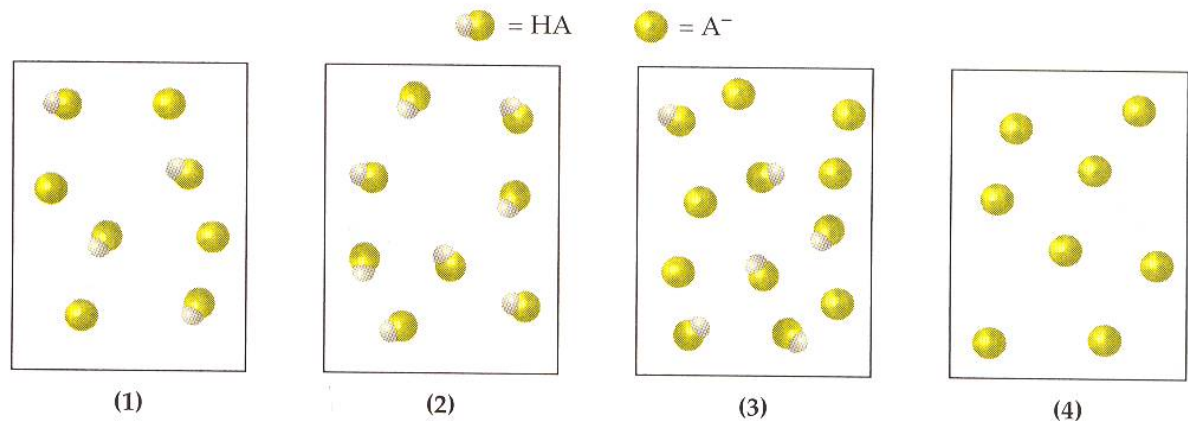 = HA = A⁻
(1) (2) (3) (4)